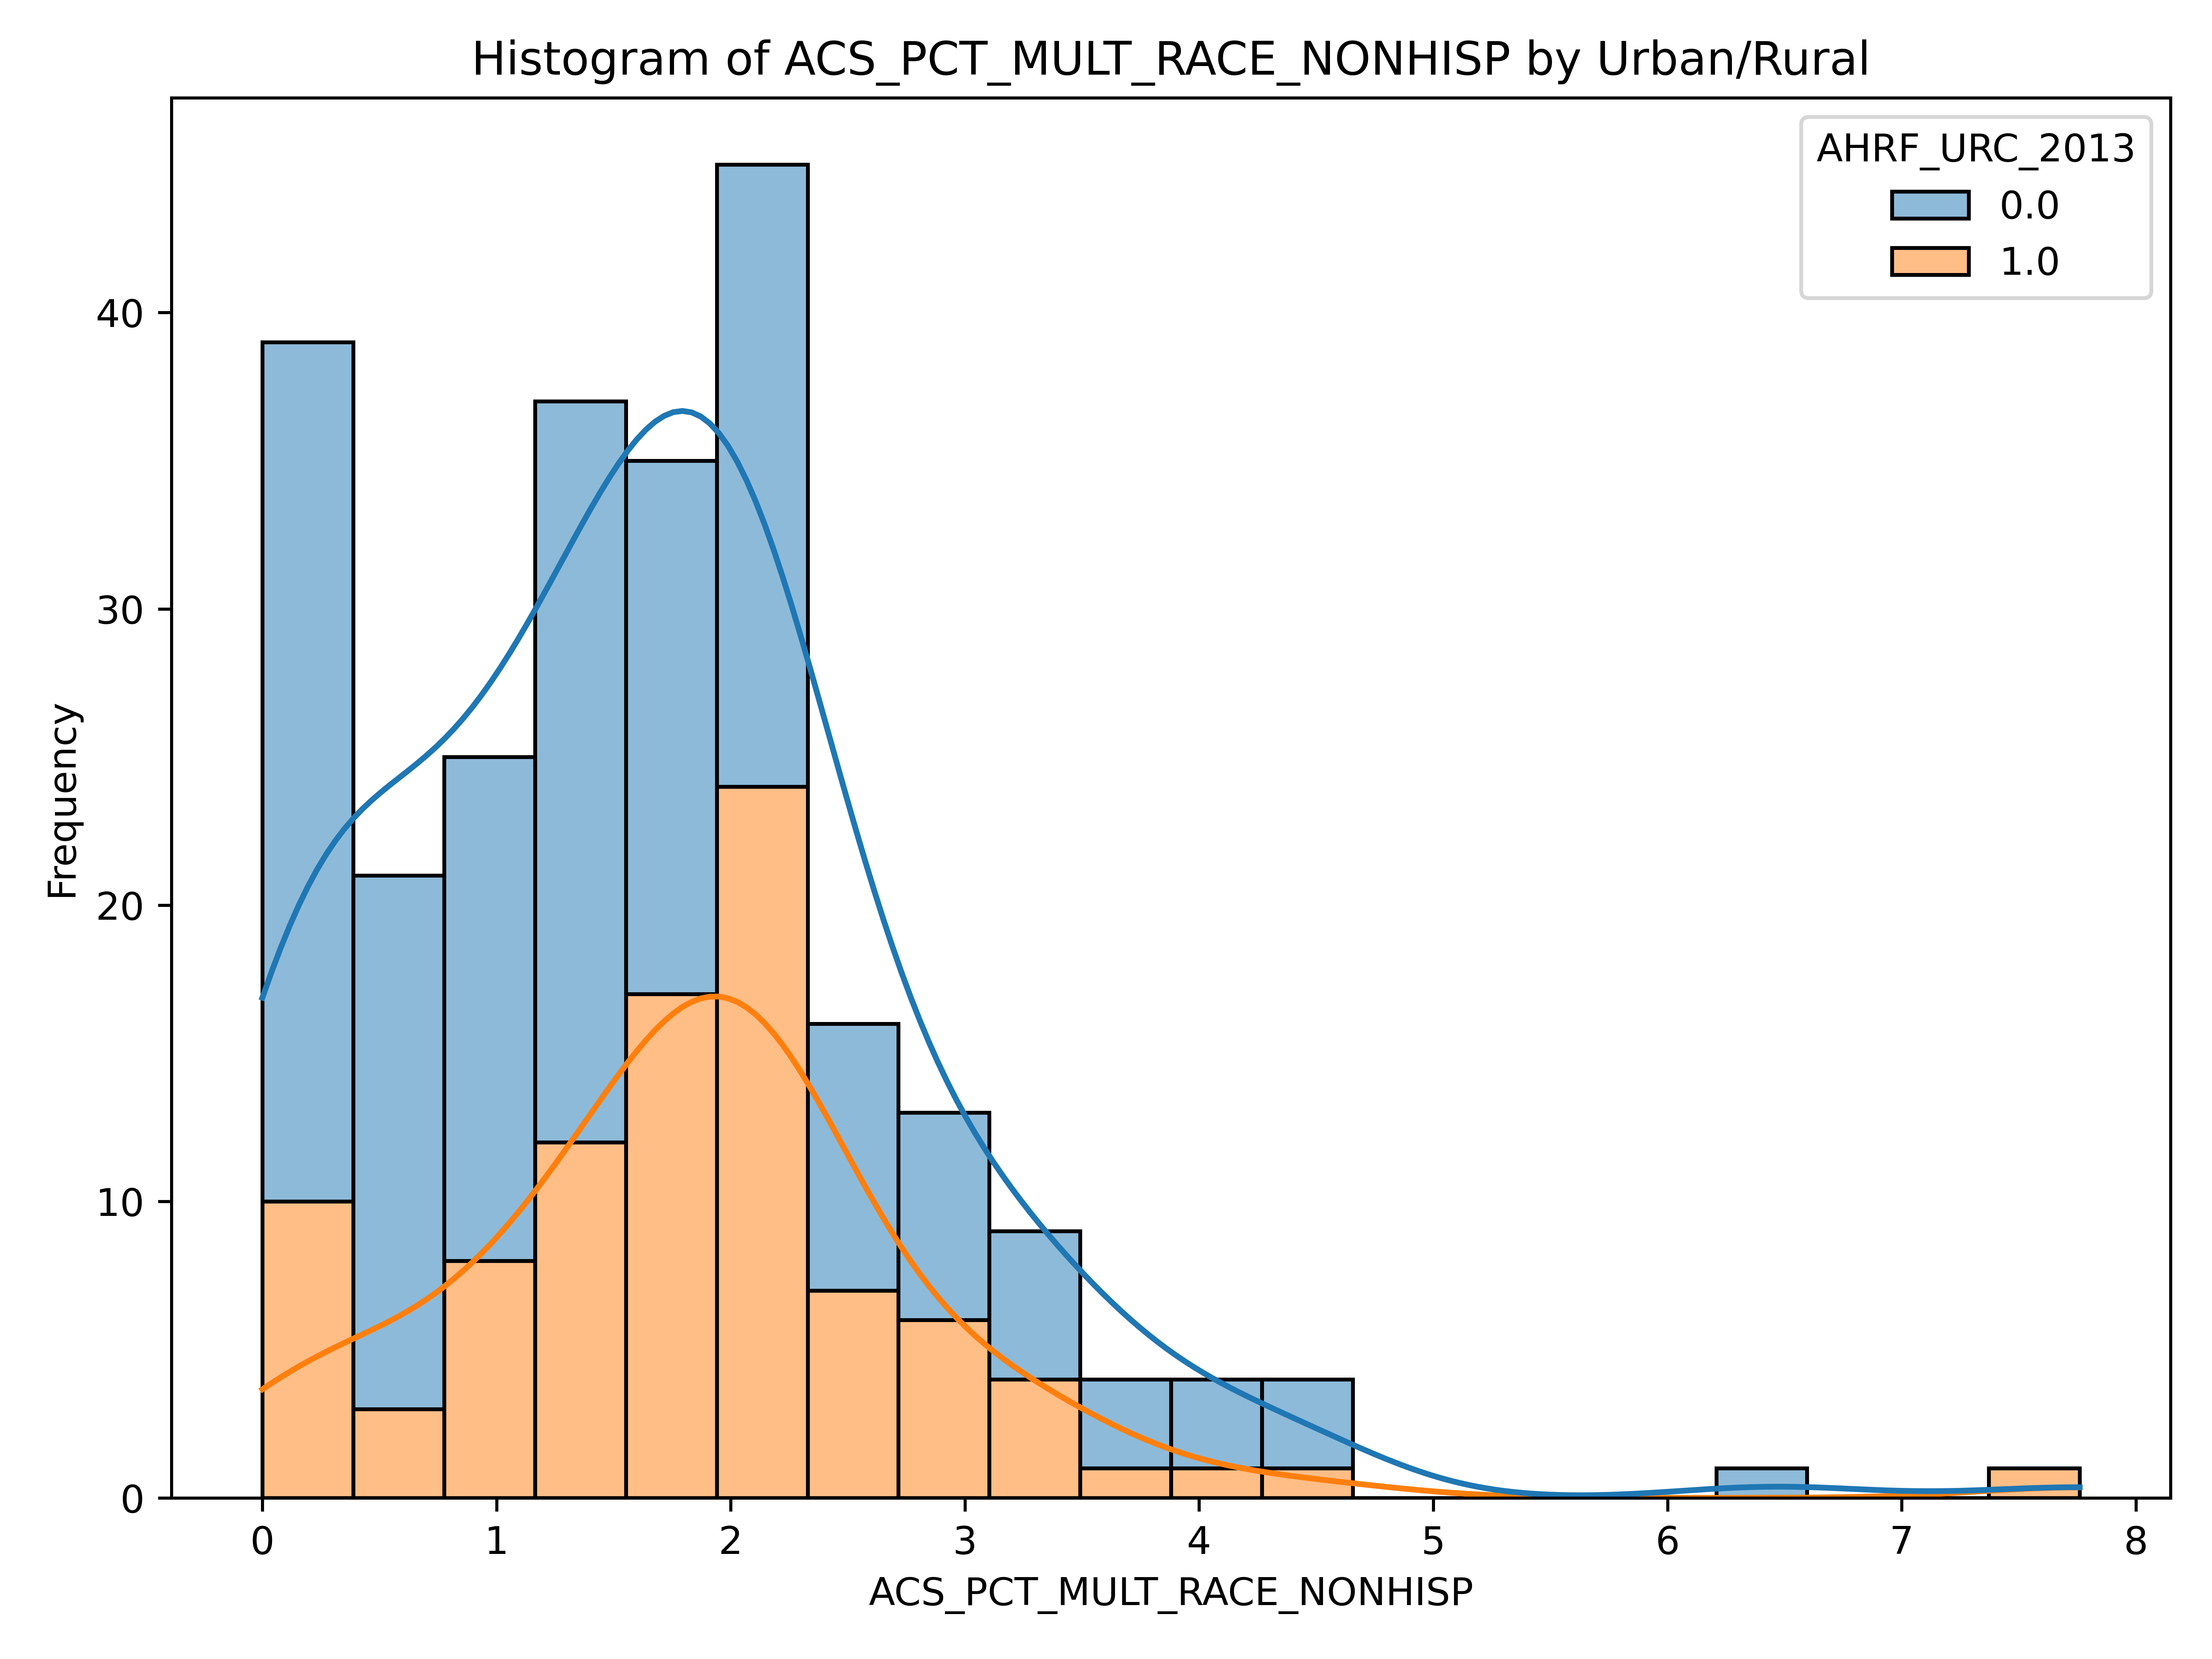 Histogram of ACS_PCT_MULT_RACE_NONHISP by Urban/Rural
AHRF_URC_2013
0.0
1.0
Frequency
40
30
20
10
0
0 1 2 3 4 5 6 7 8
ACS_PCT_MULT_RACE_NONHISP